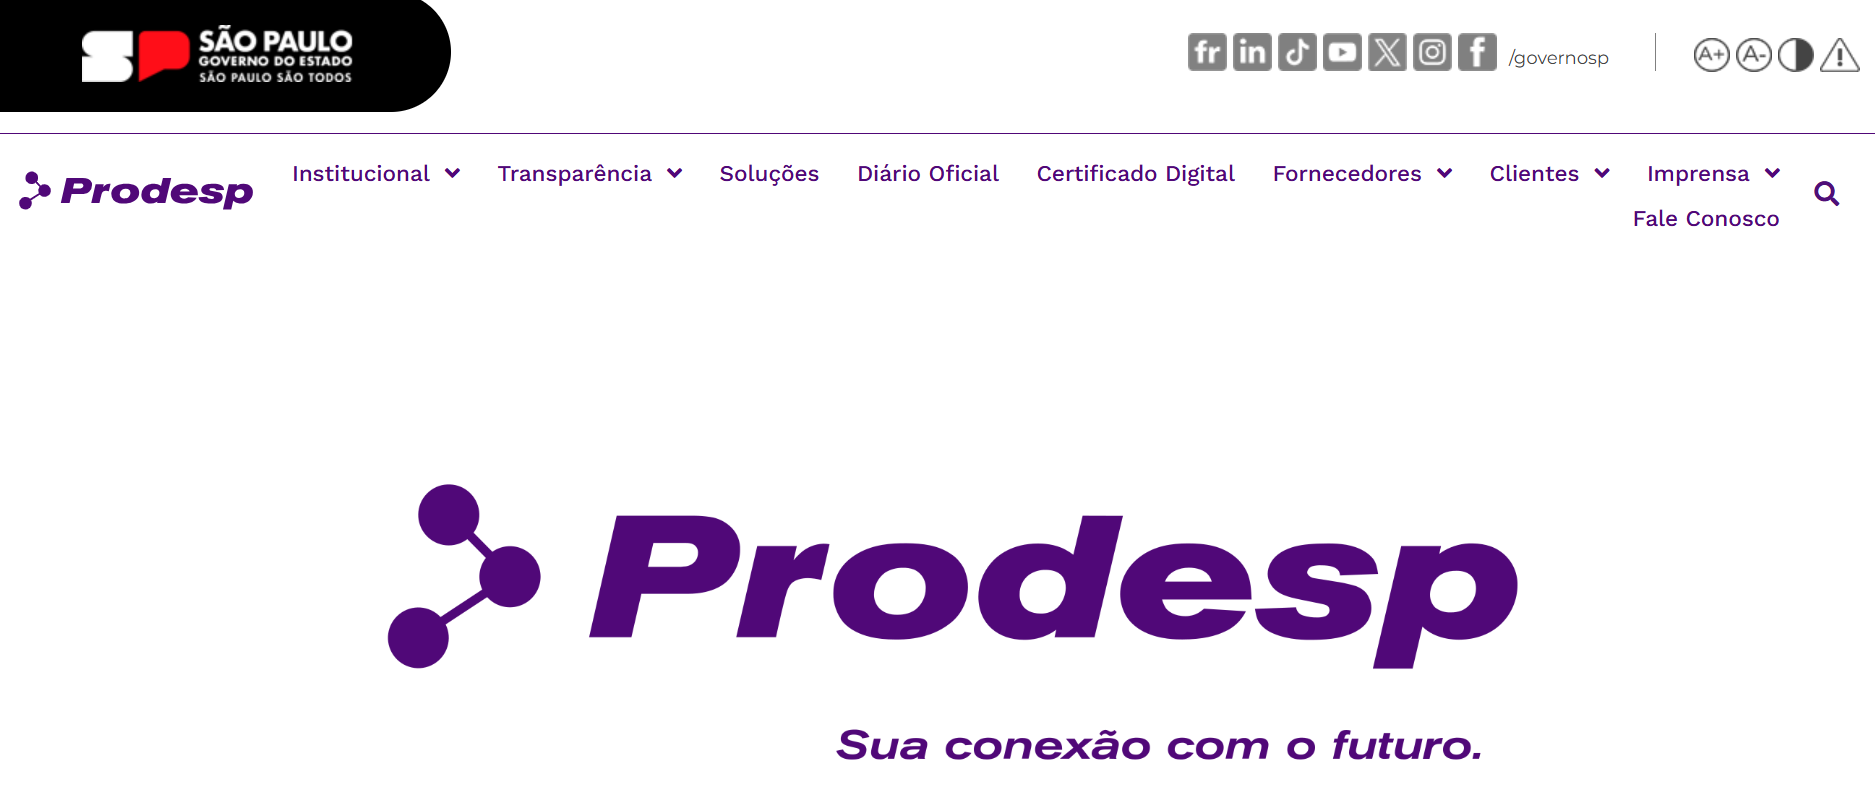 SP SÃO PAULO
GOVERNO DO ESTADO
SÃO PAULO SÃO TODOS
fr in X f /governosp A+ A-
Prodesp
Institucional Transparência Soluções Diário Oficial Certificado Digital Fornecedores Clientes Imprensa
Fale Conosco
Prodesp
Sua conexão com o futuro.